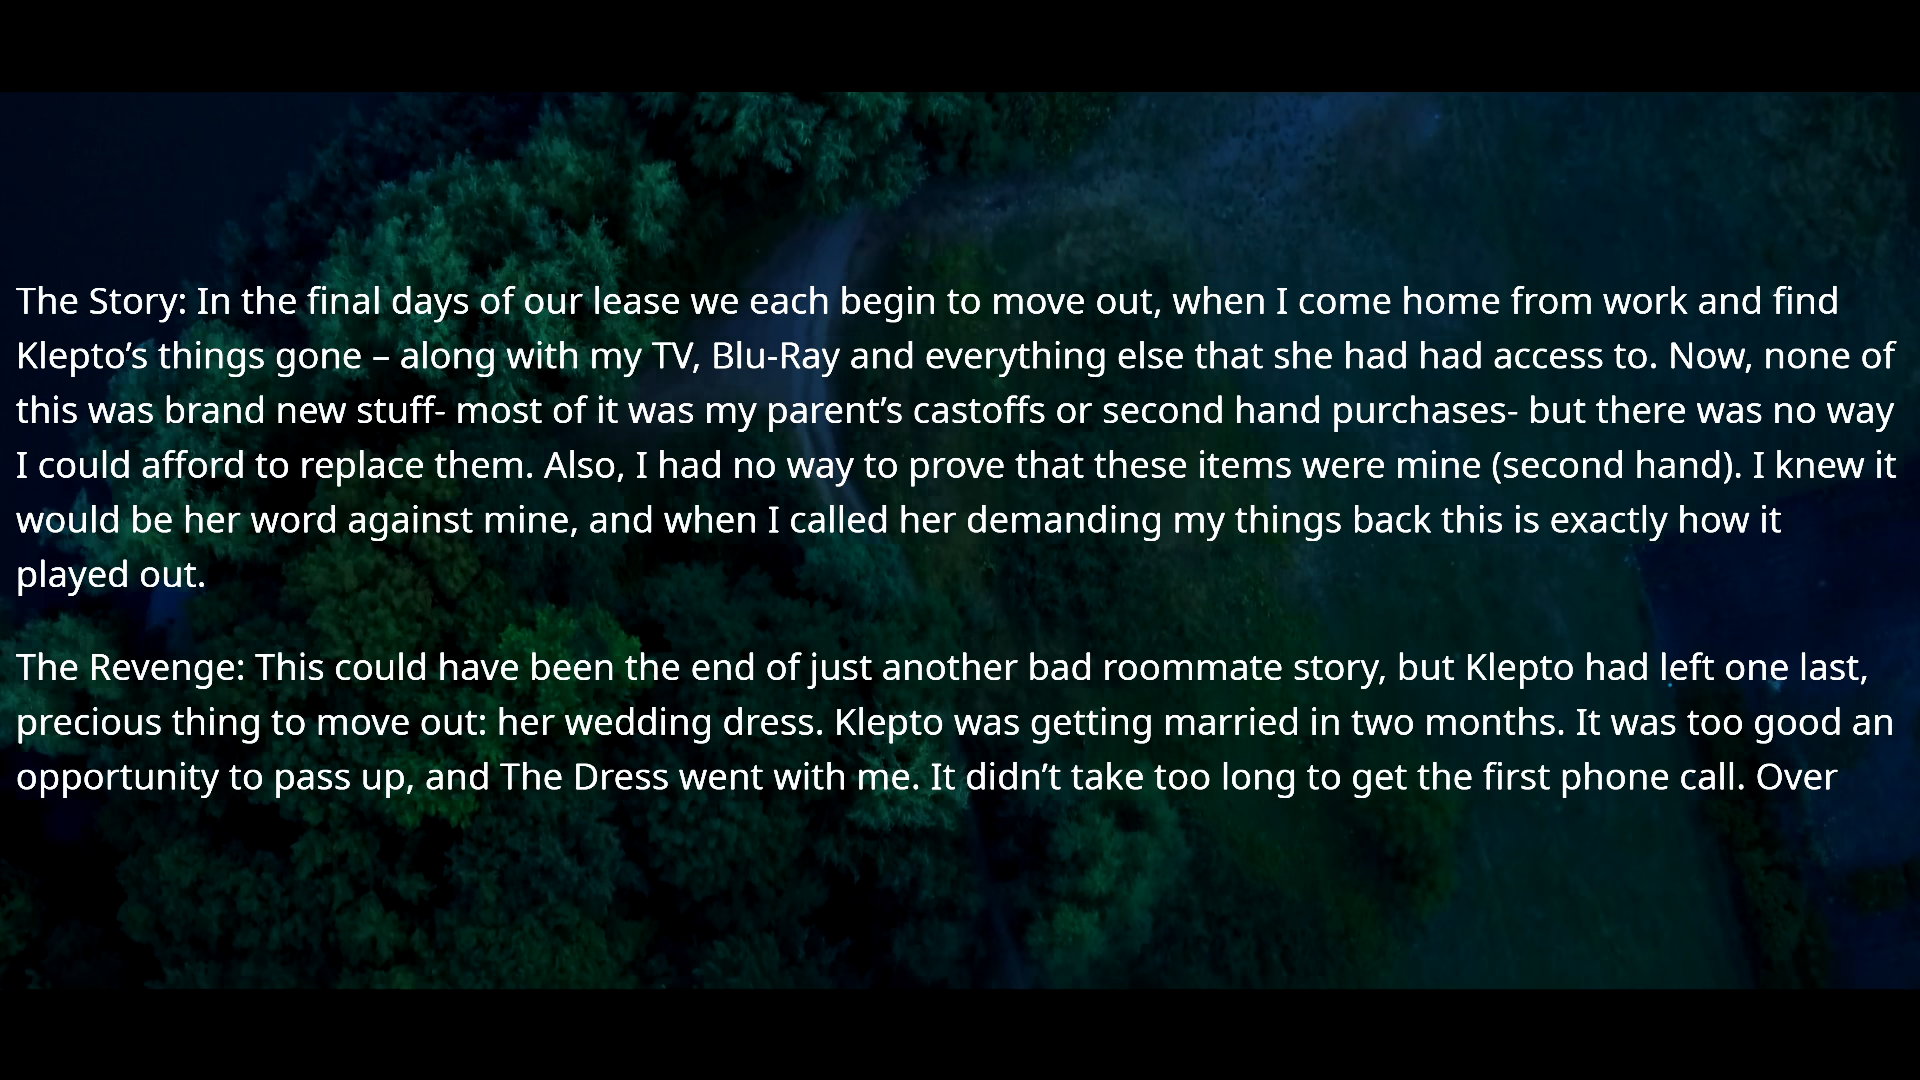 The Story: In the final days of our lease we each begin to move out, when I come home from work and find
Klepto’s things gone – along with my TV, Blu-Ray and everything else that she had had access to. Now, none of
this was brand new stuff- most of it was my parent’s castoffs or second hand purchases- but there was no way
I could afford to replace them. Also, I had no way to prove that these items were mine (second hand). I knew it
would be her word against mine, and when I called her demanding my things back this is exactly how it
played out.
The Revenge: This could have been the end of just another bad roommate story, but Klepto had left one last,
precious thing to move out: her wedding dress. Klepto was getting married in two months. It was too good an
opportunity to pass up, and The Dress went with me. It didn’t take too long to get the first phone call. Over